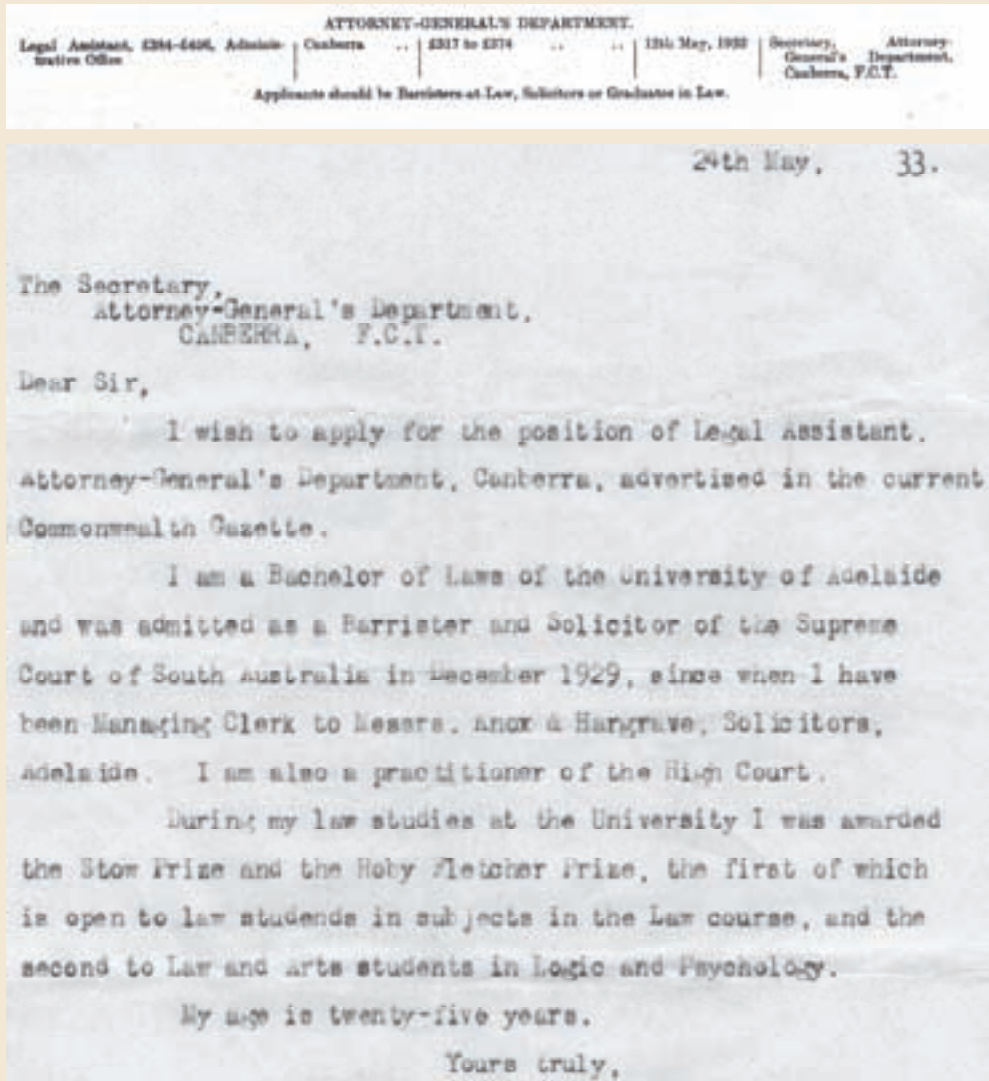 ATTORNEY-GENERAL'S DEPARTMENT.
Legal Assistant, Adminis- Canberra .. £317 to £374 .. .. May, Secretary, Attorney-
trative Office General's Department,
Canberra, F.C.T.
Applicants should be Barristers-at-Law, Solicitors or Graduates in Law.
24th May, 33.
The Secretary,
Attorney-General's Department,
CANBERRA, F.C.T.
Dear Sir,
I wish to apply for the position of Legal Assistant,
Attorney-General's Department, Canberra, advertised in the current
Commonwealth Gazette.
I am a Bachelor of Laws of the University of Adelaide
and was admitted as a Barrister and Solicitor of the Supreme
Court of South Australia in December 1929, since when I have
been Managing Clerk to Messrs. Knox & Hargrave, Solicitors,
Adelaide. I am also a practitioner of the High Court.
During my law studies at the University I was awarded
the Stow Prize and the Roby Fletcher Prize, the first of which
is open to law studends in subjects in the Law course, and the
second to Law and Arts students in Logic and Psychology.
My age is twenty-five years.
Yours truly,